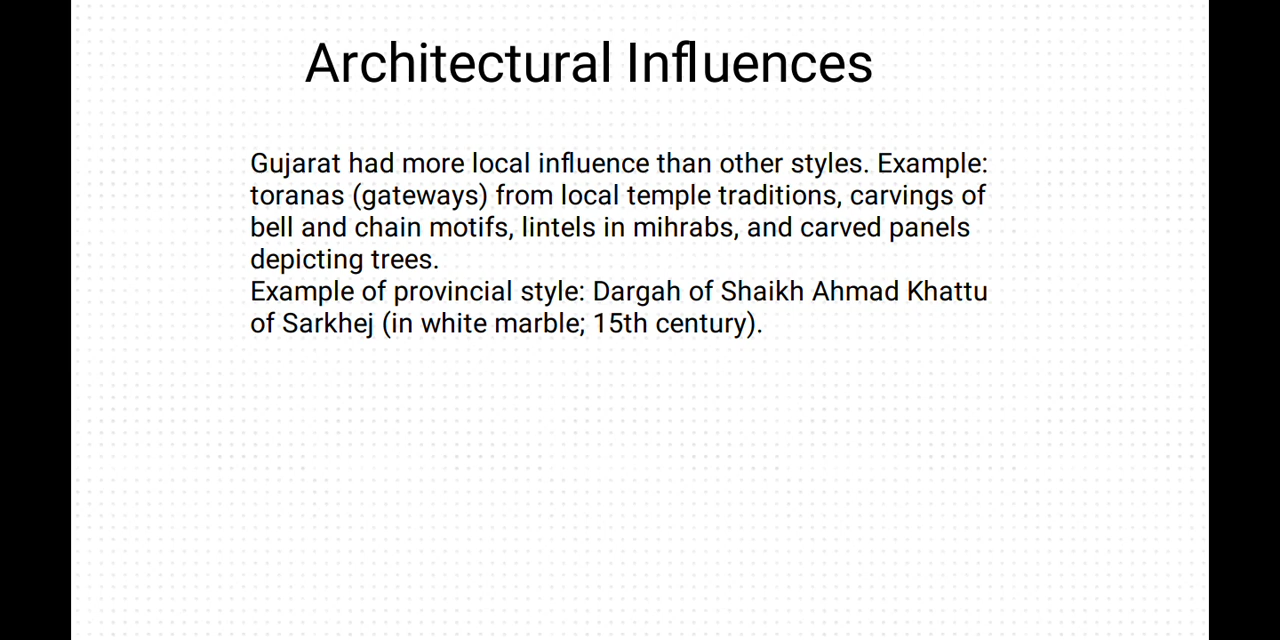 Architectural Influences
Gujarat had more local influence than other styles. Example:
toranas (gateways) from local temple traditions, carvings of
bell and chain motifs, lintels in mihrabs, and carved panels
depicting trees.
Example of provincial style: Dargah of Shaikh Ahmad Khattu
of Sarkhej (in white marble; 15th century).